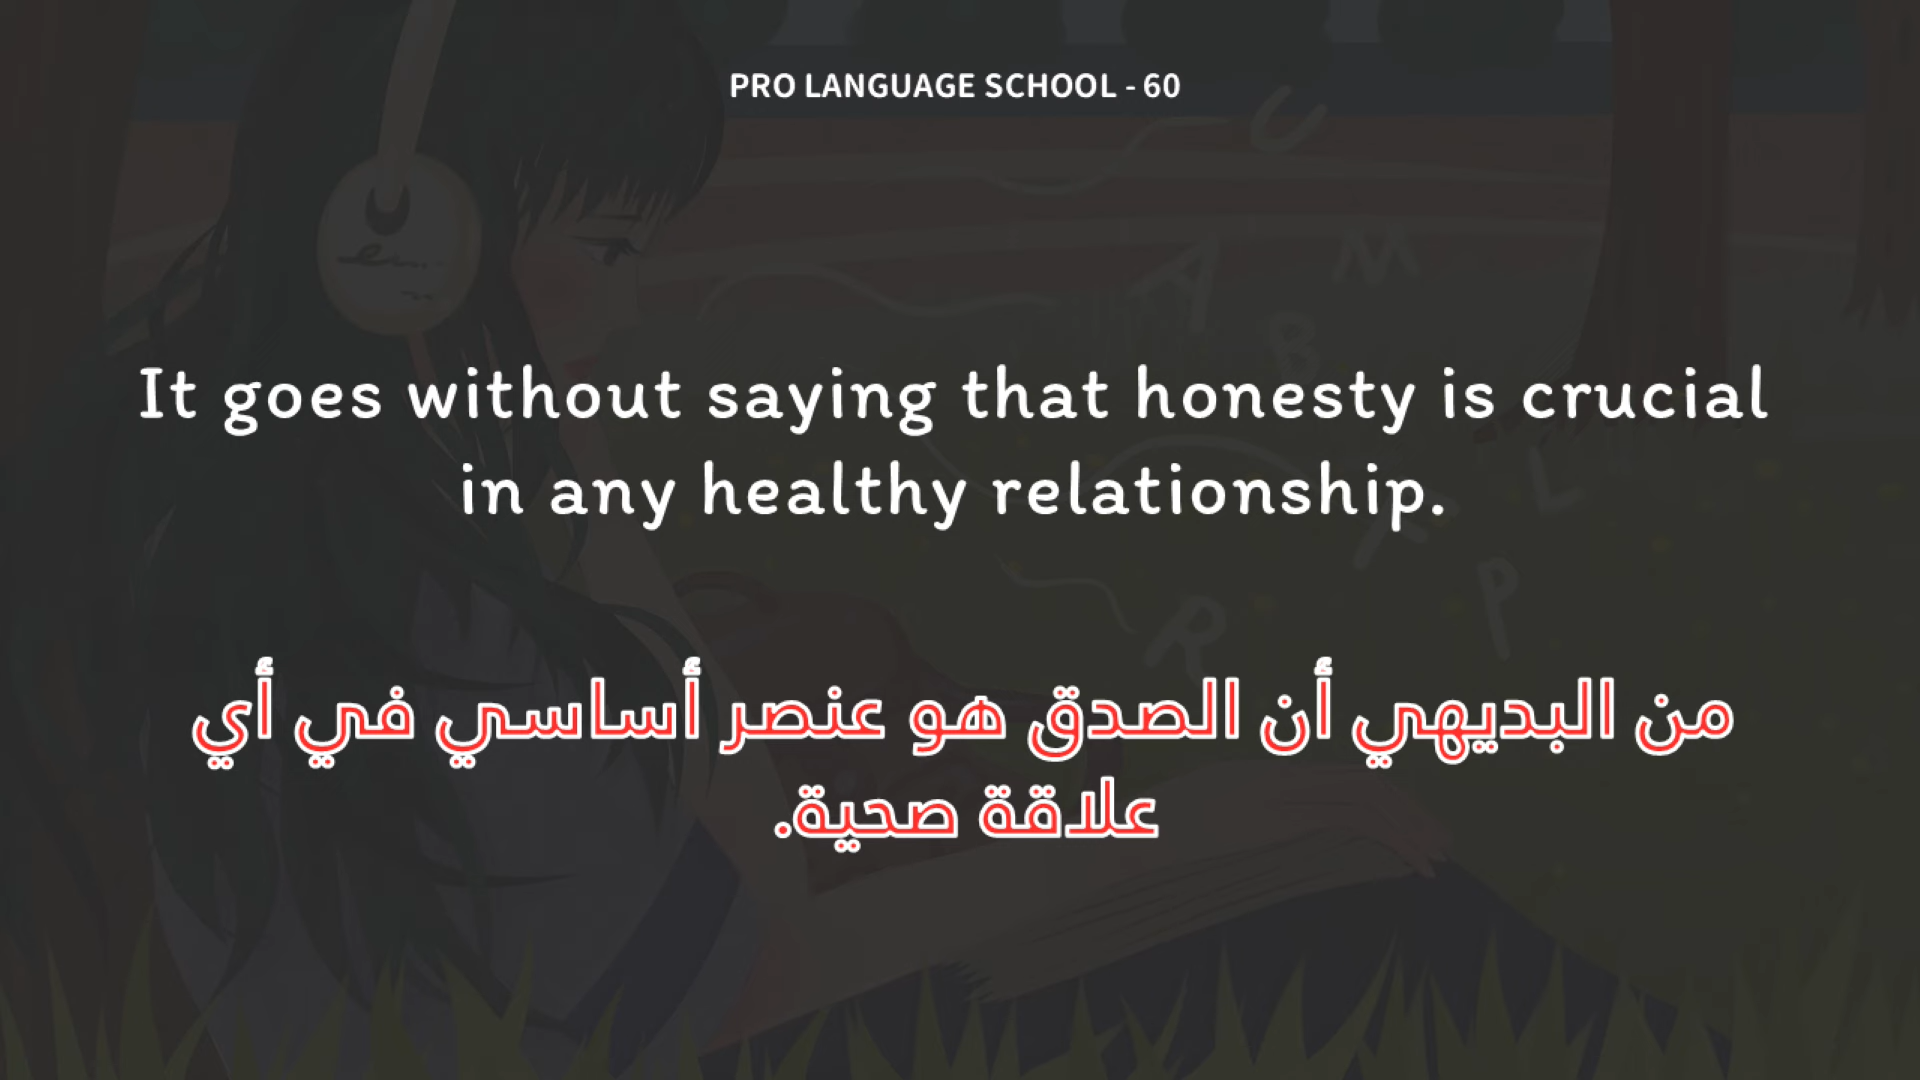 PRO LANGUAGE SCHOOL - 60
It goes without saying that honesty is crucial
in any healthy relationship.
من البديهي أن الصدق هو عنصر أساسي في أي
علاقة صحية.
U
A M
B
L
F
P
R